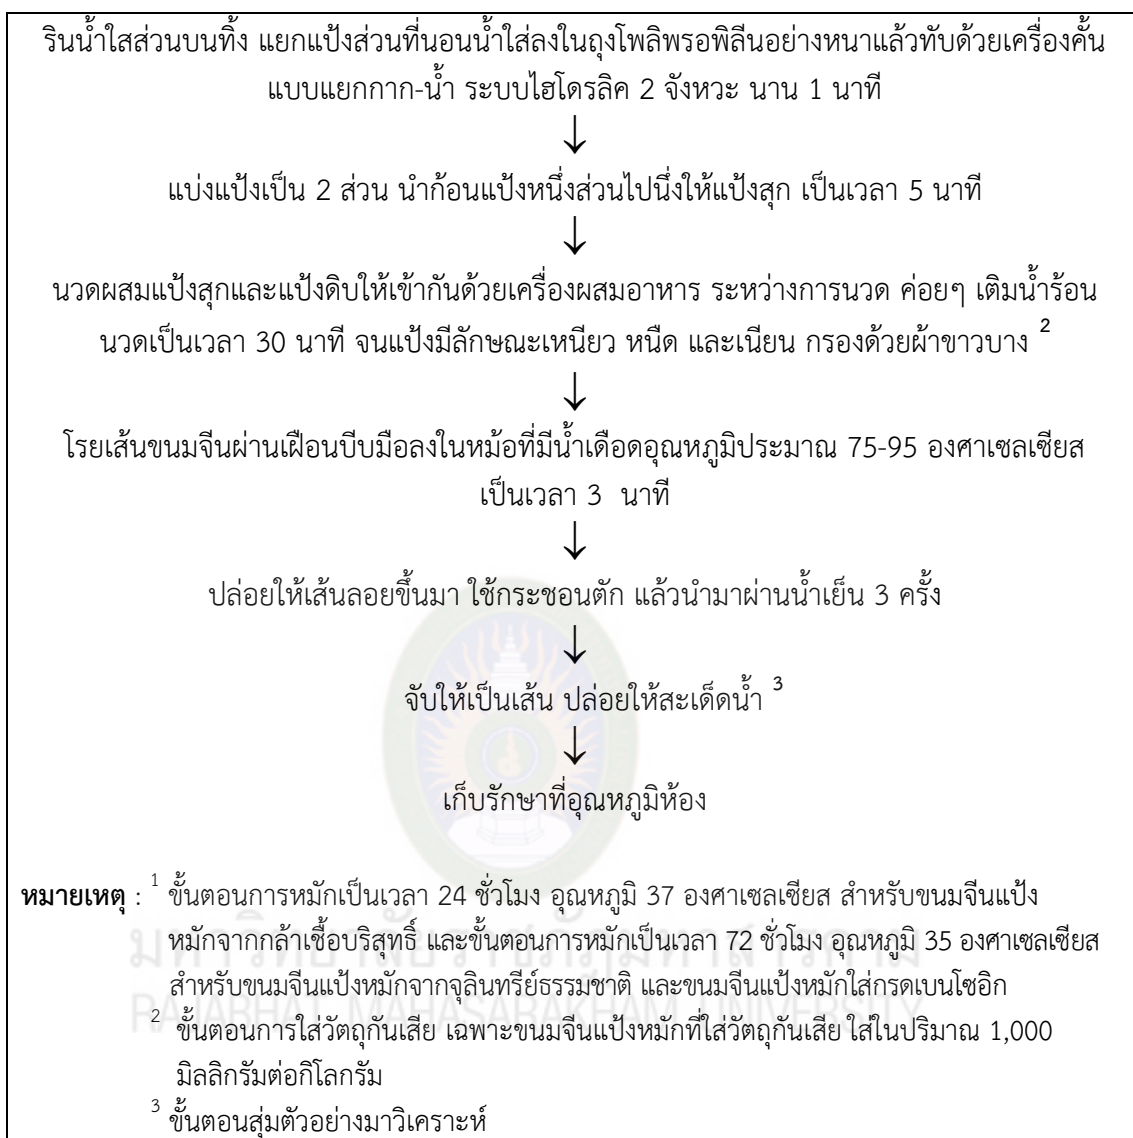 รินน้ำใสส่วนบนทิ้ง แยกแป้งส่วนที่นอนน้ำใส่ลงในถุงโพลิพรอพิลีนอย่างหนาแล้วทับด้วยเครื่องคั้น
แบบแยกกาก-น้ำ ระบบไฮโดรลิค 2 จังหวะ นาน 1 นาที
↓
แบ่งแป้งเป็น 2 ส่วน นำก้อนแป้งหนึ่งส่วนไปนึ่งให้แป้งสุก เป็นเวลา 5 นาที
↓
นวดผสมแป้งสุกและแป้งดิบให้เข้ากันด้วยเครื่องผสมอาหาร ระหว่างการนวด ค่อยๆ เติมน้ำร้อน
นวดเป็นเวลา 30 นาที จนแป้งมีลักษณะเหนียว หนืด และเนียน กรองด้วยผ้าขาวบาง ²
↓
โรยเส้นขนมจีนผ่านเฝือนบีบมือลงในหม้อที่มีน้ำเดือดอุณหภูมิประมาณ 75-95 องศาเซลเซียส
เป็นเวลา 3 นาที
↓
ปล่อยให้เส้นลอยขึ้นมา ใช้กระชอนตัก แล้วนำมาผ่านน้ำเย็น 3 ครั้ง
↓
จับให้เป็นเส้น ปล่อยให้สะเด็ดน้ำ ³
↓
เก็บรักษาที่อุณหภูมิห้อง
หมายเหตุ : ¹ ขั้นตอนการหมักเป็นเวลา 24 ชั่วโมง อุณหภูมิ 37 องศาเซลเซียส สำหรับขนมจีนแป้ง
หมักจากกล้าเชื้อบริสุทธิ์ และขั้นตอนการหมักเป็นเวลา 72 ชั่วโมง อุณหภูมิ 35 องศาเซลเซียส
สำหรับขนมจีนแป้งหมักจากจุลินทรีย์ธรรมชาติ และขนมจีนแป้งหมักใส่กรดเบนโซอิก
² ขั้นตอนการใส่วัตถุกันเสีย เฉพาะขนมจีนแป้งหมักที่ใส่วัตถุกันเสีย ใส่ในปริมาณ 1,000
มิลลิกรัมต่อกิโลกรัม
³ ขั้นตอนสุ่มตัวอย่างมาวิเคราะห์
มหาวิทยาลัยราชภัฏมหาสารคาม
RAJABHAT MAHASARAKHAM UNIVERSITY